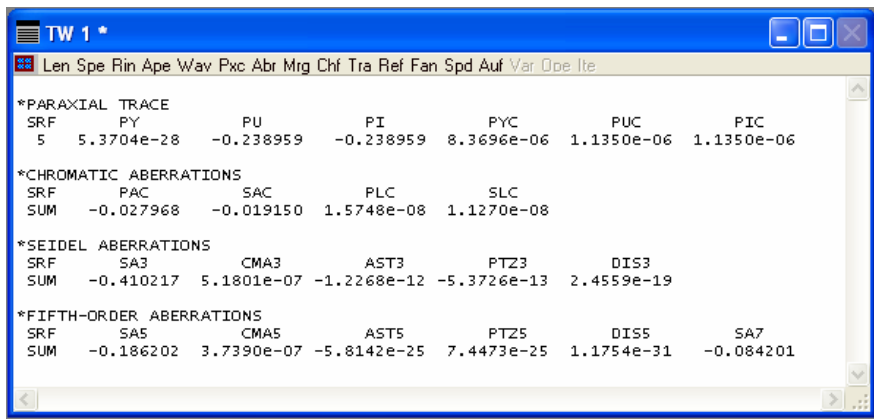 TW 1 *
Len Spe Rin Ape Wav Pxc Abr Mrg Chf Tra Ref Fan Spd Auf Var Ope Ite
*PARAXIAL TRACE
SRF PY PU PI PYC PUC PIC
5 5.3704e-28 -0.238959 -0.238959 8.3696e-06 1.1350e-06 1.1350e-06
*CHROMATIC ABERRATIONS
SRF PAC SAC PLC SLC
SUM -0.027968 -0.019150 1.5748e-08 1.1270e-08
*SEIDEL ABERRATIONS
SRF SA3 CMA3 AST3 PTZ3 DIS3
SUM -0.410217 5.1801e-07 -1.2268e-12 -5.3726e-13 2.4559e-19
*FIFTH-ORDER ABERRATIONS
SRF SA5 CMA5 AST5 PTZ5 DIS5 SA7
SUM -0.186202 3.7390e-07 -5.8142e-25 7.4473e-25 1.1754e-31 -0.084201